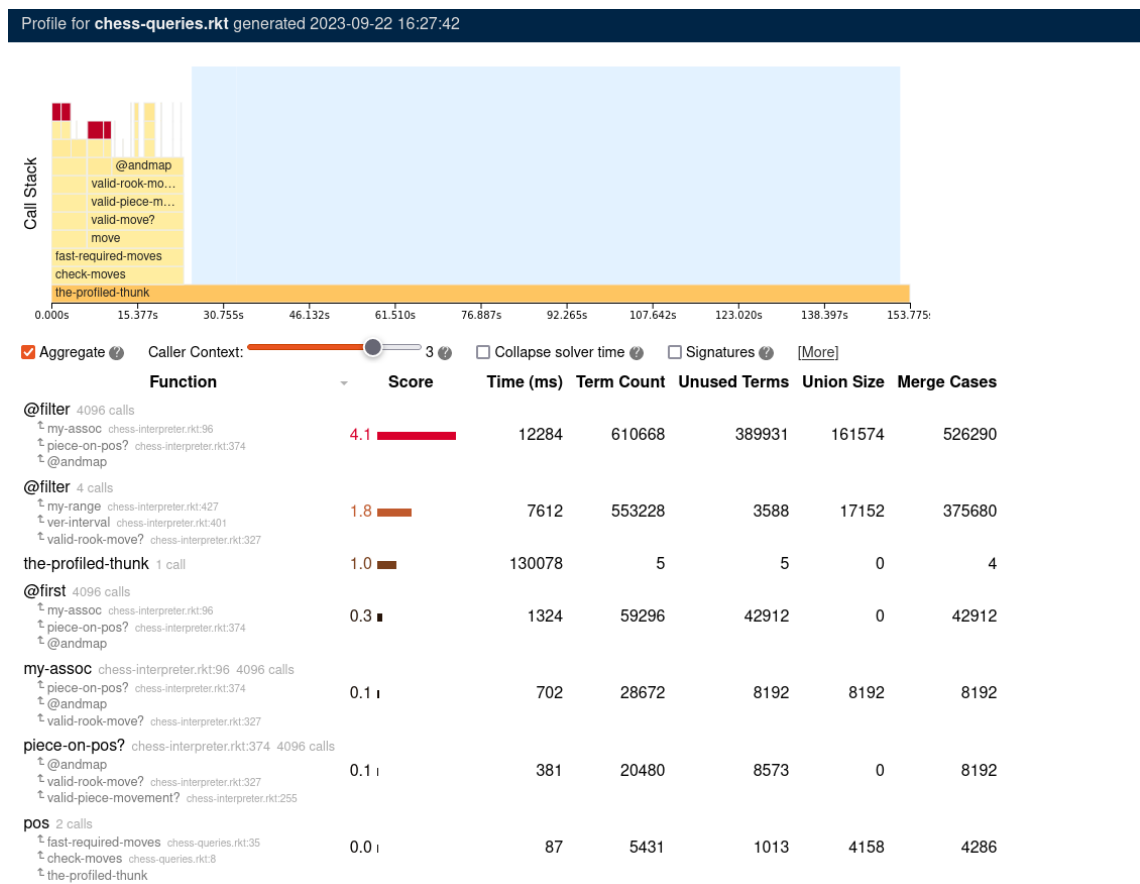 Profile for chess-queries.rkt generated 2023-09-22 16:27:42
Call Stack
@andmap
valid-rook-mo…
valid-piece-m…
valid-move?
move
fast-required-moves
check-moves
the-profiled-thunk
0.000s 15.377s 30.755s 46.132s 61.510s 76.887s 92.265s 107.642s 123.020s 138.397s 153.775s
Aggregate ? Caller Context: 3 ? Collapse solver time ? Signatures ? [More]
Function Score Time (ms) Term Count Unused Terms Union Size Merge Cases
@filter 4096 calls
my-assoc chess-interpreter.rkt:96
4.1 12284 610668 389931 161574 526290
piece-on-pos? chess-interpreter.rkt:374
@andmap
@filter 4 calls
my-range chess-interpreter.rkt:427
1.8 7612 553228 3588 17152 375680
ver-interval chess-interpreter.rkt:401
valid-rook-move? chess-interpreter.rkt:327
the-profiled-thunk 1 call 1.0 130078 5 5 0 4
@first 4096 calls
my-assoc chess-interpreter.rkt:96
0.3 1324 59296 42912 0 42912
piece-on-pos? chess-interpreter.rkt:374
@andmap
my-assoc chess-interpreter.rkt:96 4096 calls
piece-on-pos? chess-interpreter.rkt:374
0.1 702 28672 8192 8192 8192
@andmap
valid-rook-move? chess-interpreter.rkt:327
piece-on-pos? chess-interpreter.rkt:374 4096 calls
@andmap
0.1 381 20480 8573 0 8192
valid-rook-move? chess-interpreter.rkt:327
valid-piece-movement? chess-interpreter.rkt:255
pos 2 calls
fast-required-moves chess-queries.rkt:35
0.0 87 5431 1013 4158 4286
check-moves chess-queries.rkt:8
the-profiled-thunk